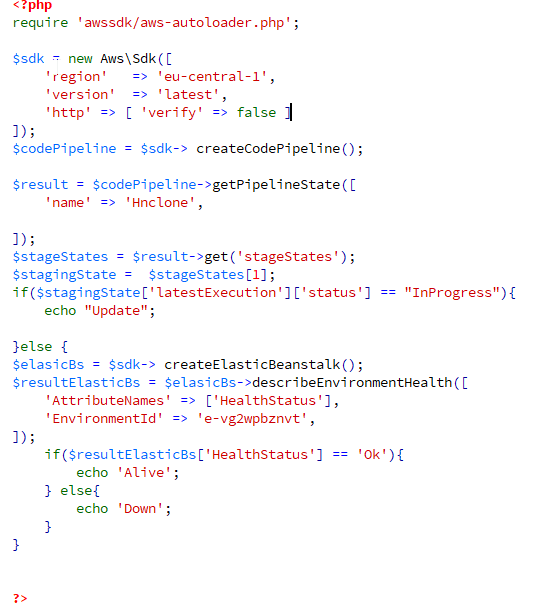 <?php
require 'awssdk/aws-autoloader.php';
$sdk = new Aws\Sdk([
    'region'   => 'eu-central-1',
    'version'  => 'latest',
    'http' => [ 'verify' => false ]
]);
$codePipeline = $sdk-> createCodePipeline();
$result = $codePipeline->getPipelineState([
    'name' => 'Hnclone',
]);
$stageStates = $result->get('stageStates');
$stagingState =  $stageStates[1];
if($stagingState['latestExecution']['status'] == "InProgress"){
    echo "Update";
}else {
$elasicBs = $sdk-> createElasticBeanstalk();
$resultElasticBs = $elasicBs->describeEnvironmentHealth([
    'AttributeNames' => ['HealthStatus'],
    'EnvironmentId' => 'e-vg2wpbznvt',
]);
    if($resultElasticBs['HealthStatus'] == 'Ok'){
        echo 'Alive';
    } else{
        echo 'Down';
    }
}
?>